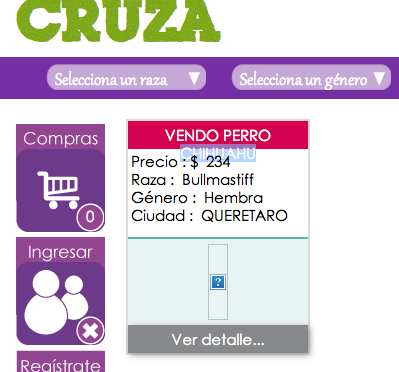 CRUZA
Selecciona un raza ▼
Selecciona un género ▼
Compras
0
Ingresar
Regístrate
VENDO PERRO
CHIHUAHU
Precio : $ 234
Raza : Bullmastiff
Género : Hembra
Ciudad : QUERETARO
?
Ver detalle...